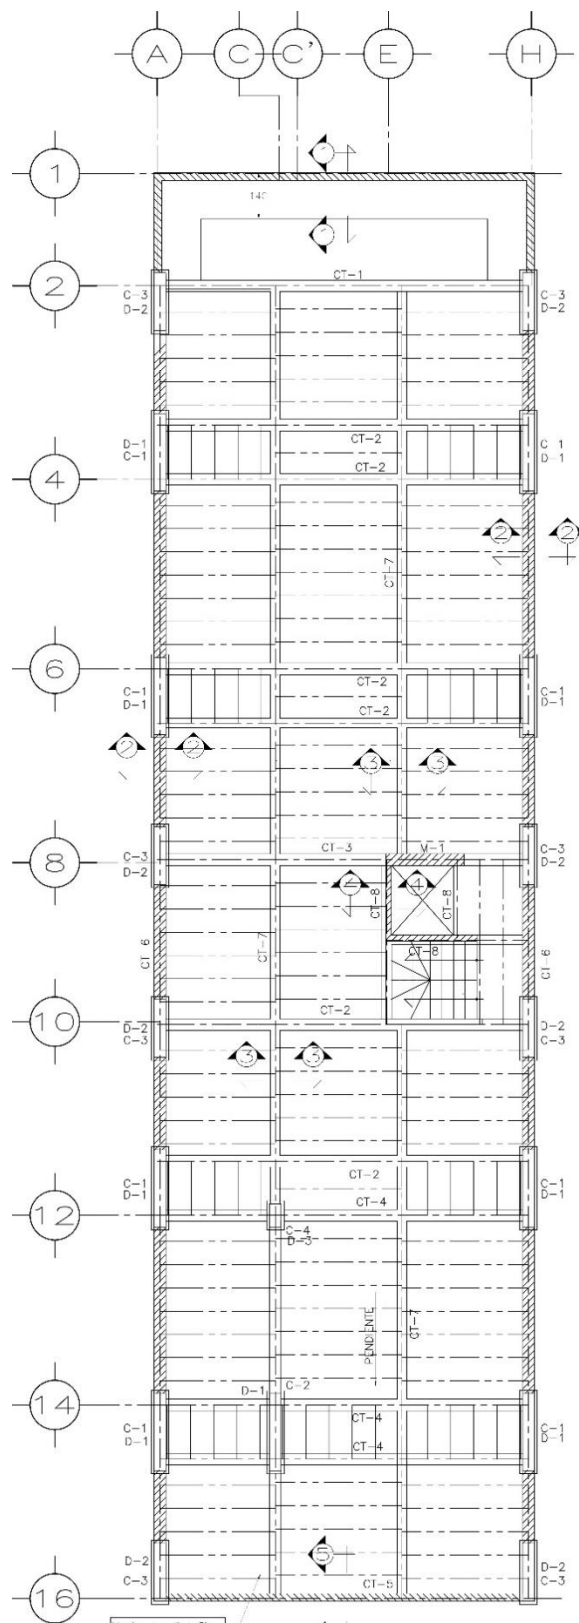 A C C' E H
1
1
145
1
2
CT-1
C-3 C-3
D-2 D-2
D-1 CT-2 C-1
C-1 CT-2 D-1
4
2 2
CT-7
6
C-1 CT-2 C-1
D-1 CT-2 D-1
2 2 3 3
8
C-3 CT-3 M-1 C-3
D-2 D-2
4 4
CT-8 CT-8
CT-6 CT-7 CT-8 CT-6
10
D-2 CT-2 D-2
C-3 C-3
3 3
C-1 CT-2 C-1
D-1 CT-4 D-1
12
C-4
D-3
PENDIENTE CT-7
D-1 C-2
14
C-1 CT-4 C-1
D-1 CT-4 D-1
5
D-2 D-2
C-3 CT-5 C-3
16